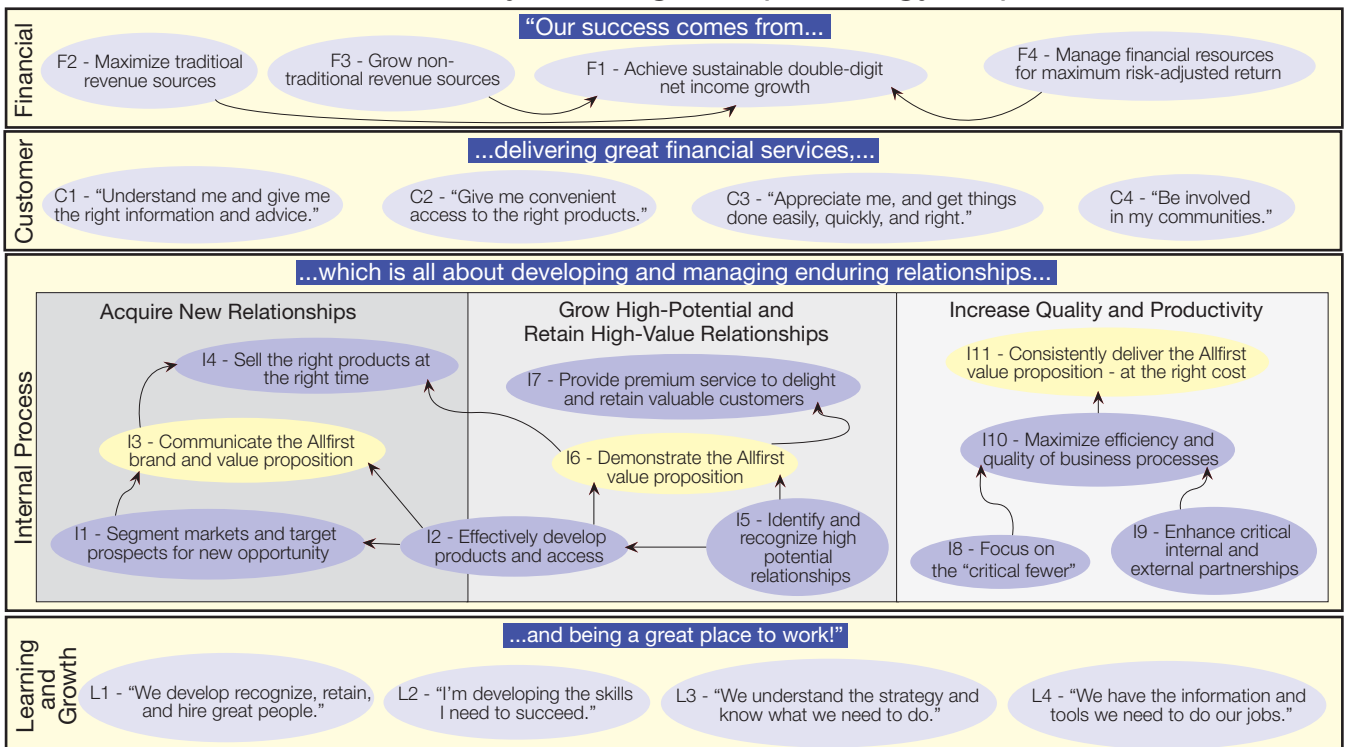 Financial
“Our success comes from...
F2 - Maximize traditioal
revenue sources
F3 - Grow non-
traditional revenue sources
F1 - Achieve sustainable double-digit
net income growth
F4 - Manage financial resources
for maximum risk-adjusted return
Customer
...delivering great financial services,...
C1 - “Understand me and give me
the right information and advice.”
C2 - “Give me convenient
access to the right products.”
C3 - “Appreciate me, and get things
done easily, quickly, and right.”
C4 - “Be involved
in my communities.”
Internal Process
...which is all about developing and managing enduring relationships...
Acquire New Relationships
I4 - Sell the right products at
the right time
I3 - Communicate the Allfirst
brand and value proposition
I1 - Segment markets and target
prospects for new opportunity
Grow High-Potential and
Retain High-Value Relationships
I7 - Provide premium service to delight
and retain valuable customers
I6 - Demonstrate the Allfirst
value proposition
I2 - Effectively develop
products and access
I5 - Identify and
recognize high
potential
relationships
Increase Quality and Productivity
I11 - Consistently deliver the Allfirst
value proposition - at the right cost
I10 - Maximize efficiency and
quality of business processes
I8 - Focus on
the “critical fewer”
I9 - Enhance critical
internal and
external partnerships
Learning
and
Growth
...and being a great place to work!”
L1 - “We develop recognize, retain,
and hire great people.”
L2 - “I’m developing the skills
I need to succeed.”
L3 - “We understand the strategy and
know what we need to do.”
L4 - “We have the information and
tools we need to do our jobs.”